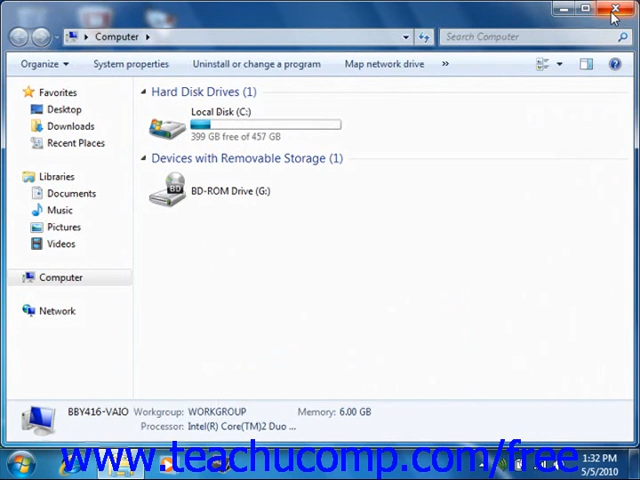 Computer
Search Computer
Organize
System properties
Uninstall or change a program
Map network drive
»
Favorites
Desktop
Downloads
Recent Places
Libraries
Documents
Music
Pictures
Videos
Computer
Network
Hard Disk Drives (1)
Local Disk (C:)
399 GB free of 457 GB
Devices with Removable Storage (1)
BD
BD-ROM Drive (G:)
BBY416-VAIO Workgroup: WORKGROUP Memory: 6.00 GB
Processor: Intel(R) Core(TM)2 Duo ...
www.teachucomp.com/free
1:32 PM
5/5/2010